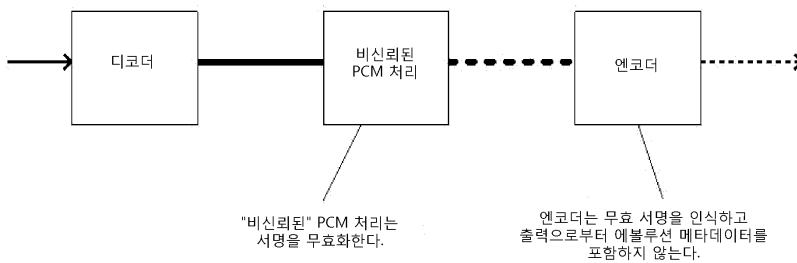 디코더
비신뢰된
PCM 처리
엔코더
"비신뢰된" PCM 처리는
서명을 무효화한다.
엔코더는 무효 서명을 인식하고
출력으로부터 에볼루션 메타데이터를
포함하지 않는다.